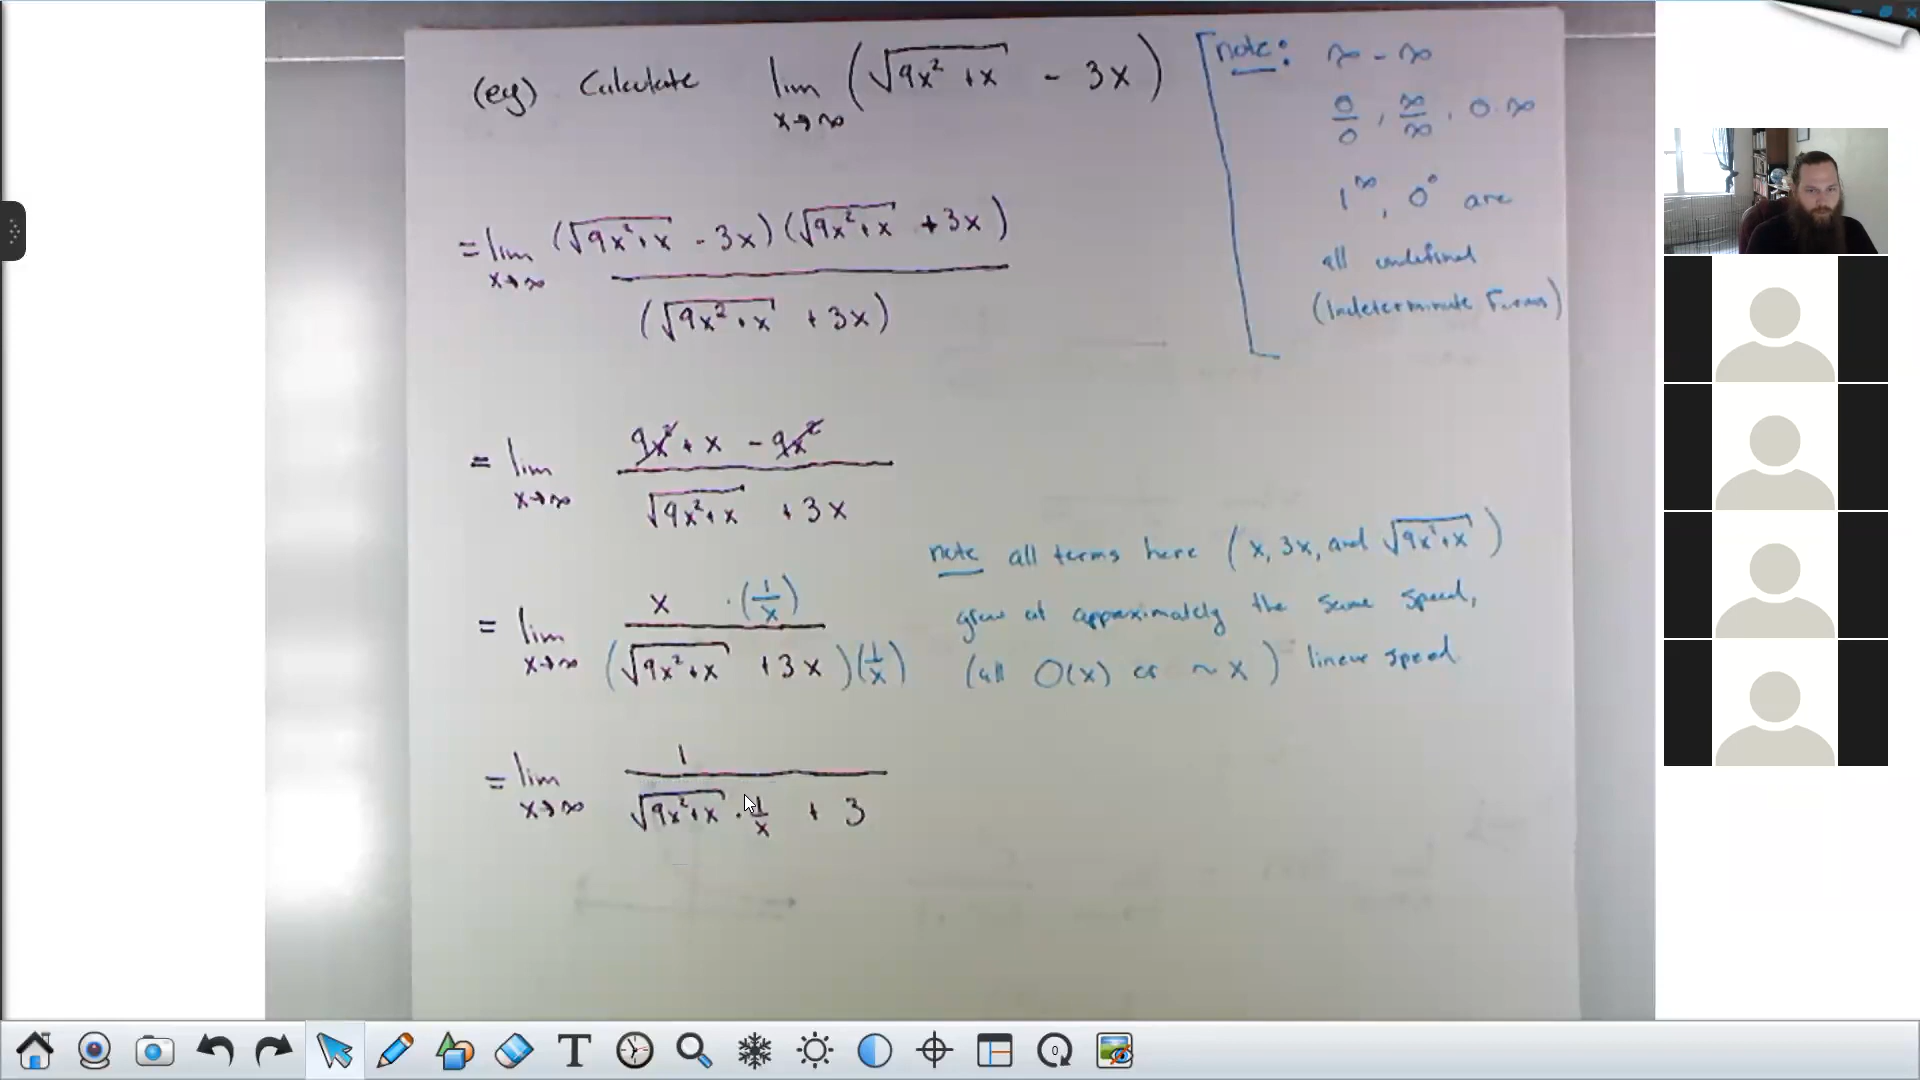 (eg) Calculate lim x→∞ (√(9x² + x) - 3x)
note: ∞ - ∞
0/0, ∞/∞, 0·∞
1^∞, 0⁰ are
all undefined
(Indeterminate Forms)
= lim x→∞ (√(9x²+x) - 3x)(√(9x²+x) + 3x) / (√(9x²+x) + 3x)
= lim x→∞ 9x² + x - 9x² / √(9x²+x) + 3x
note all terms here (x, 3x, and √(9x²+x))
grow at approximately the same speed,
(all O(x) or ~ x) linear speed
= lim x→∞ x ·(1/x) / (√(9x²+x) + 3x)(1/x)
= lim x→∞ 1 / √(9x²+x) · 1/x + 3
T
0